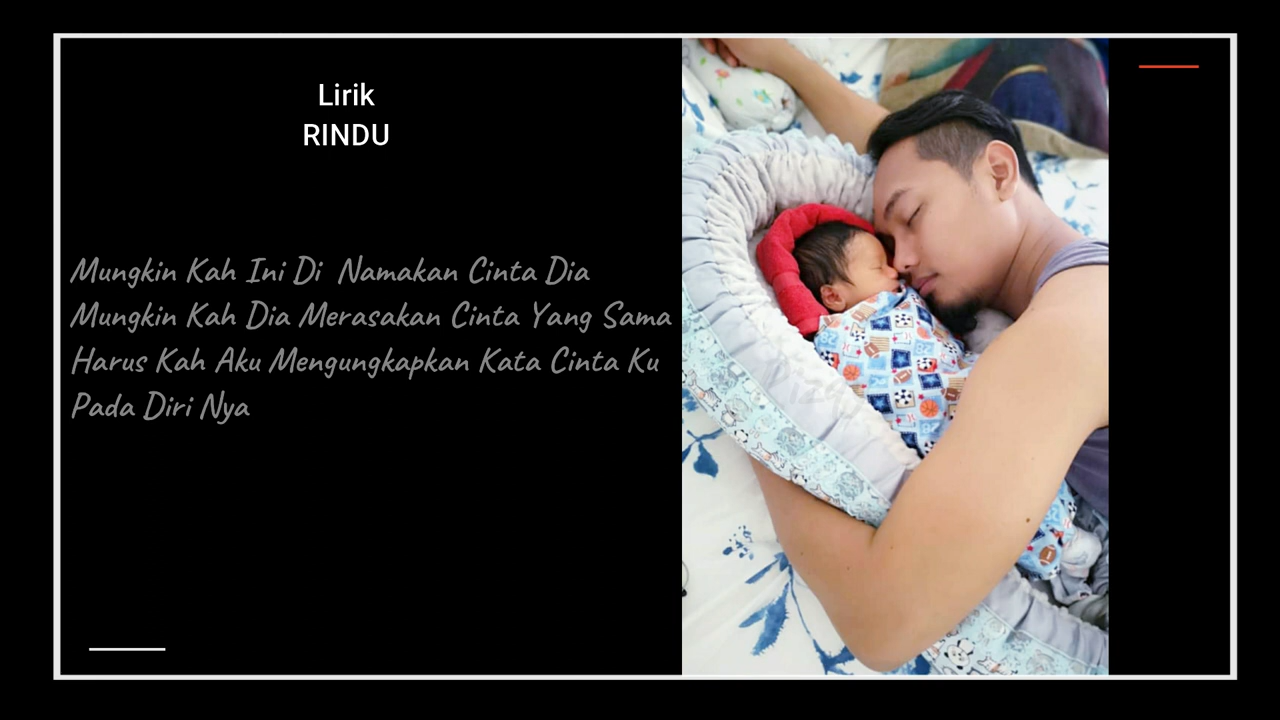 Lirik
RINDU
Mungkin Kah Ini Di Namakan Cinta Dia
Mungkin Kah Dia Merasakan Cinta Yang Sama
Harus Kah Aku Mengungkapkan Kata Cinta Ku
Pada Diri Nya